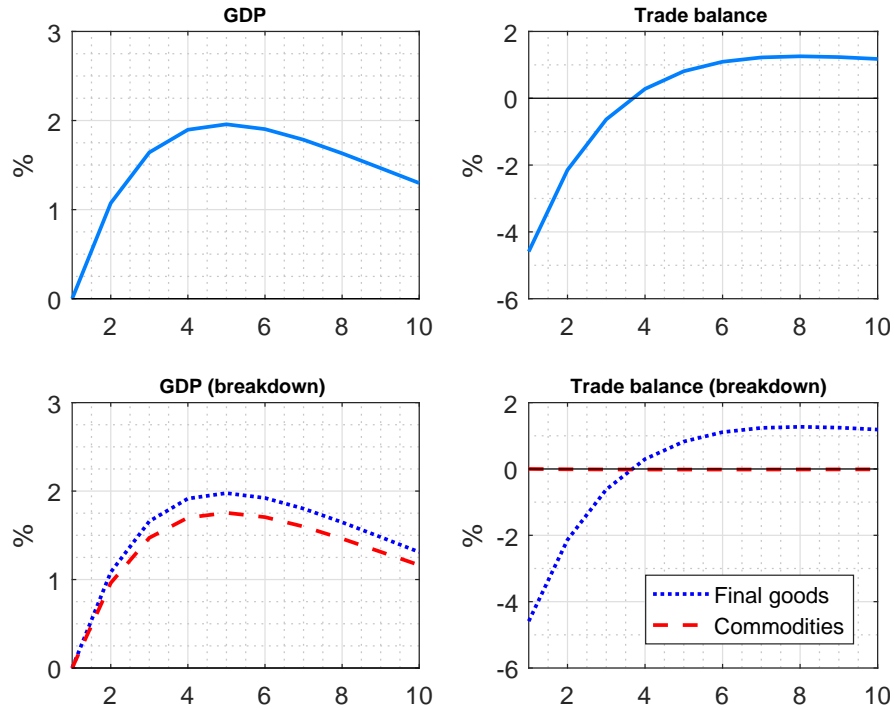 GDP
3
2
1
0
%
2 4 6 8 10
Trade balance
2
0
-2
-4
-6
%
2 4 6 8 10
GDP (breakdown)
3
2
1
0
%
2 4 6 8 10
Trade balance (breakdown)
2
0
-2
-4
-6
%
Final goods
Commodities
2 4 6 8 10